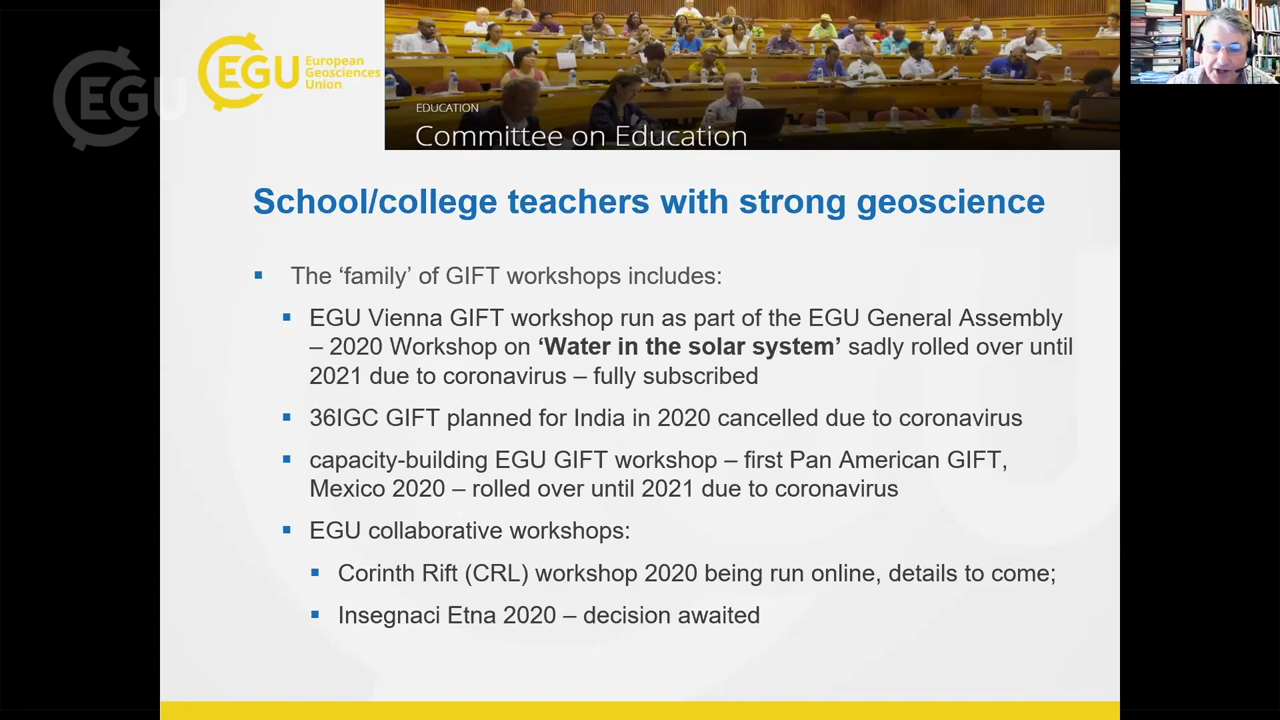 EGU
EGU European
Geosciences
Union
EDUCATION
Committee on Education
School/college teachers with strong geoscience
The ‘family’ of GIFT workshops includes:
EGU Vienna GIFT workshop run as part of the EGU General Assembly
– 2020 Workshop on ‘Water in the solar system’ sadly rolled over until
2021 due to coronavirus – fully subscribed
36IGC GIFT planned for India in 2020 cancelled due to coronavirus
capacity-building EGU GIFT workshop – first Pan American GIFT,
Mexico 2020 – rolled over until 2021 due to coronavirus
EGU collaborative workshops:
Corinth Rift (CRL) workshop 2020 being run online, details to come;
Insegnaci Etna 2020 – decision awaited